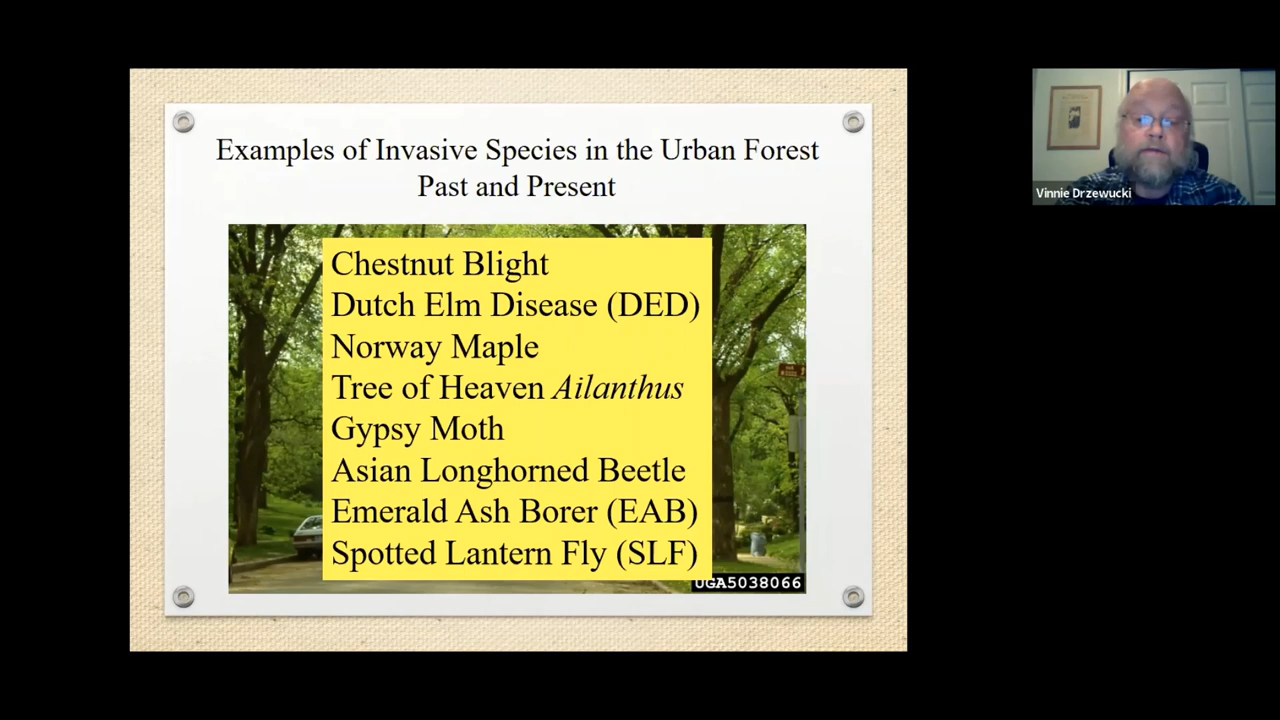 Examples of Invasive Species in the Urban Forest
Past and Present
Chestnut Blight
Dutch Elm Disease (DED)
Norway Maple
Tree of Heaven Ailanthus
Gypsy Moth
Asian Longhorned Beetle
Emerald Ash Borer (EAB)
Spotted Lantern Fly (SLF)
UGA5038066
Vinnie Drzewucki